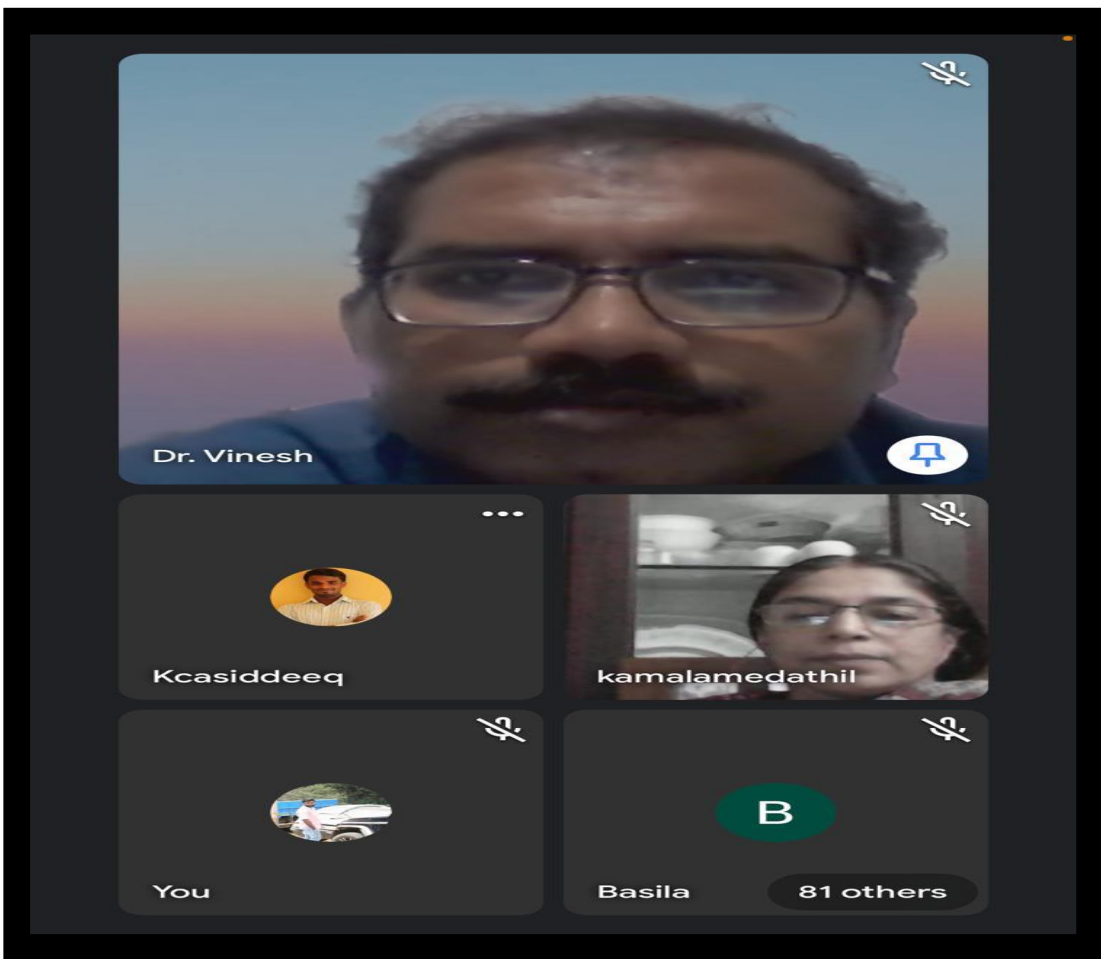 Dr. Vinesh
Kcasiddeeq
kamalamedathil
You
B
Basila
81 others